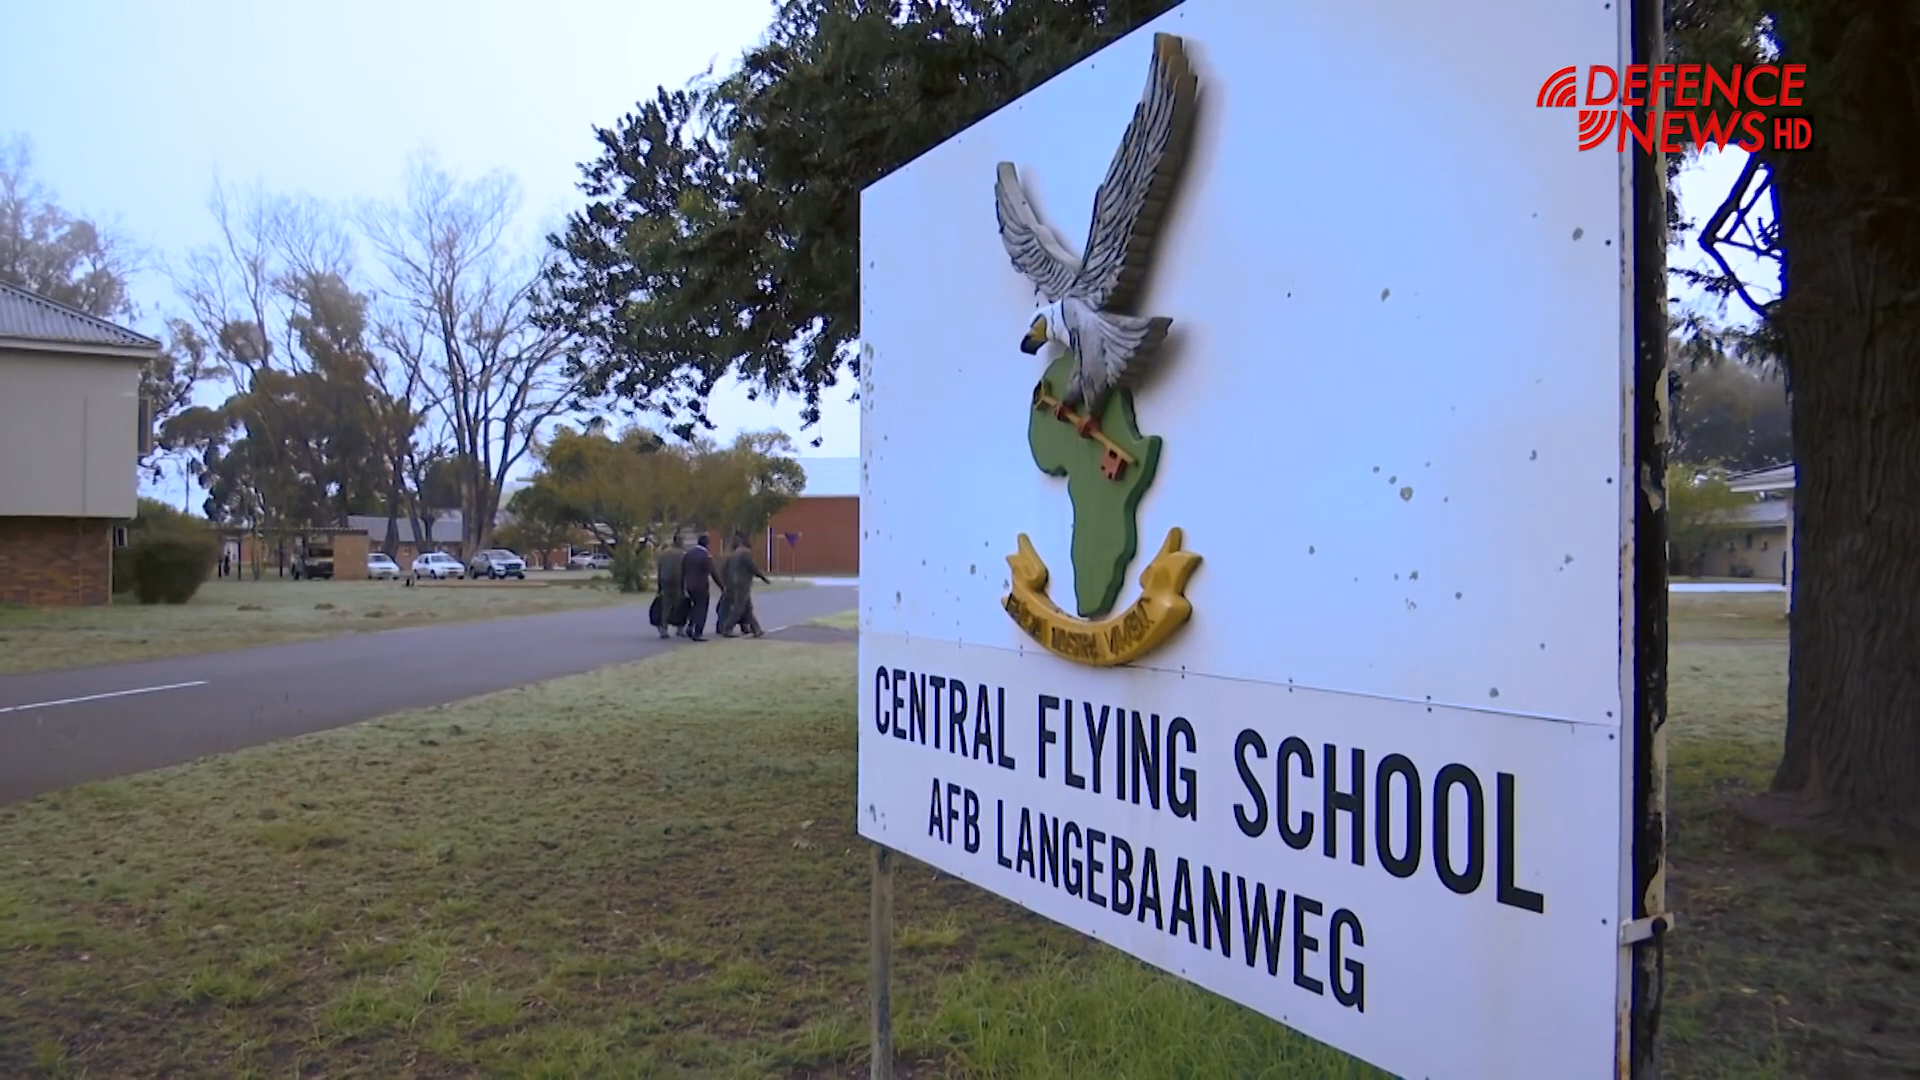 DEFENCE
NEWS HD
CENTRAL FLYING SCHOOL
AFB LANGEBAANWEG